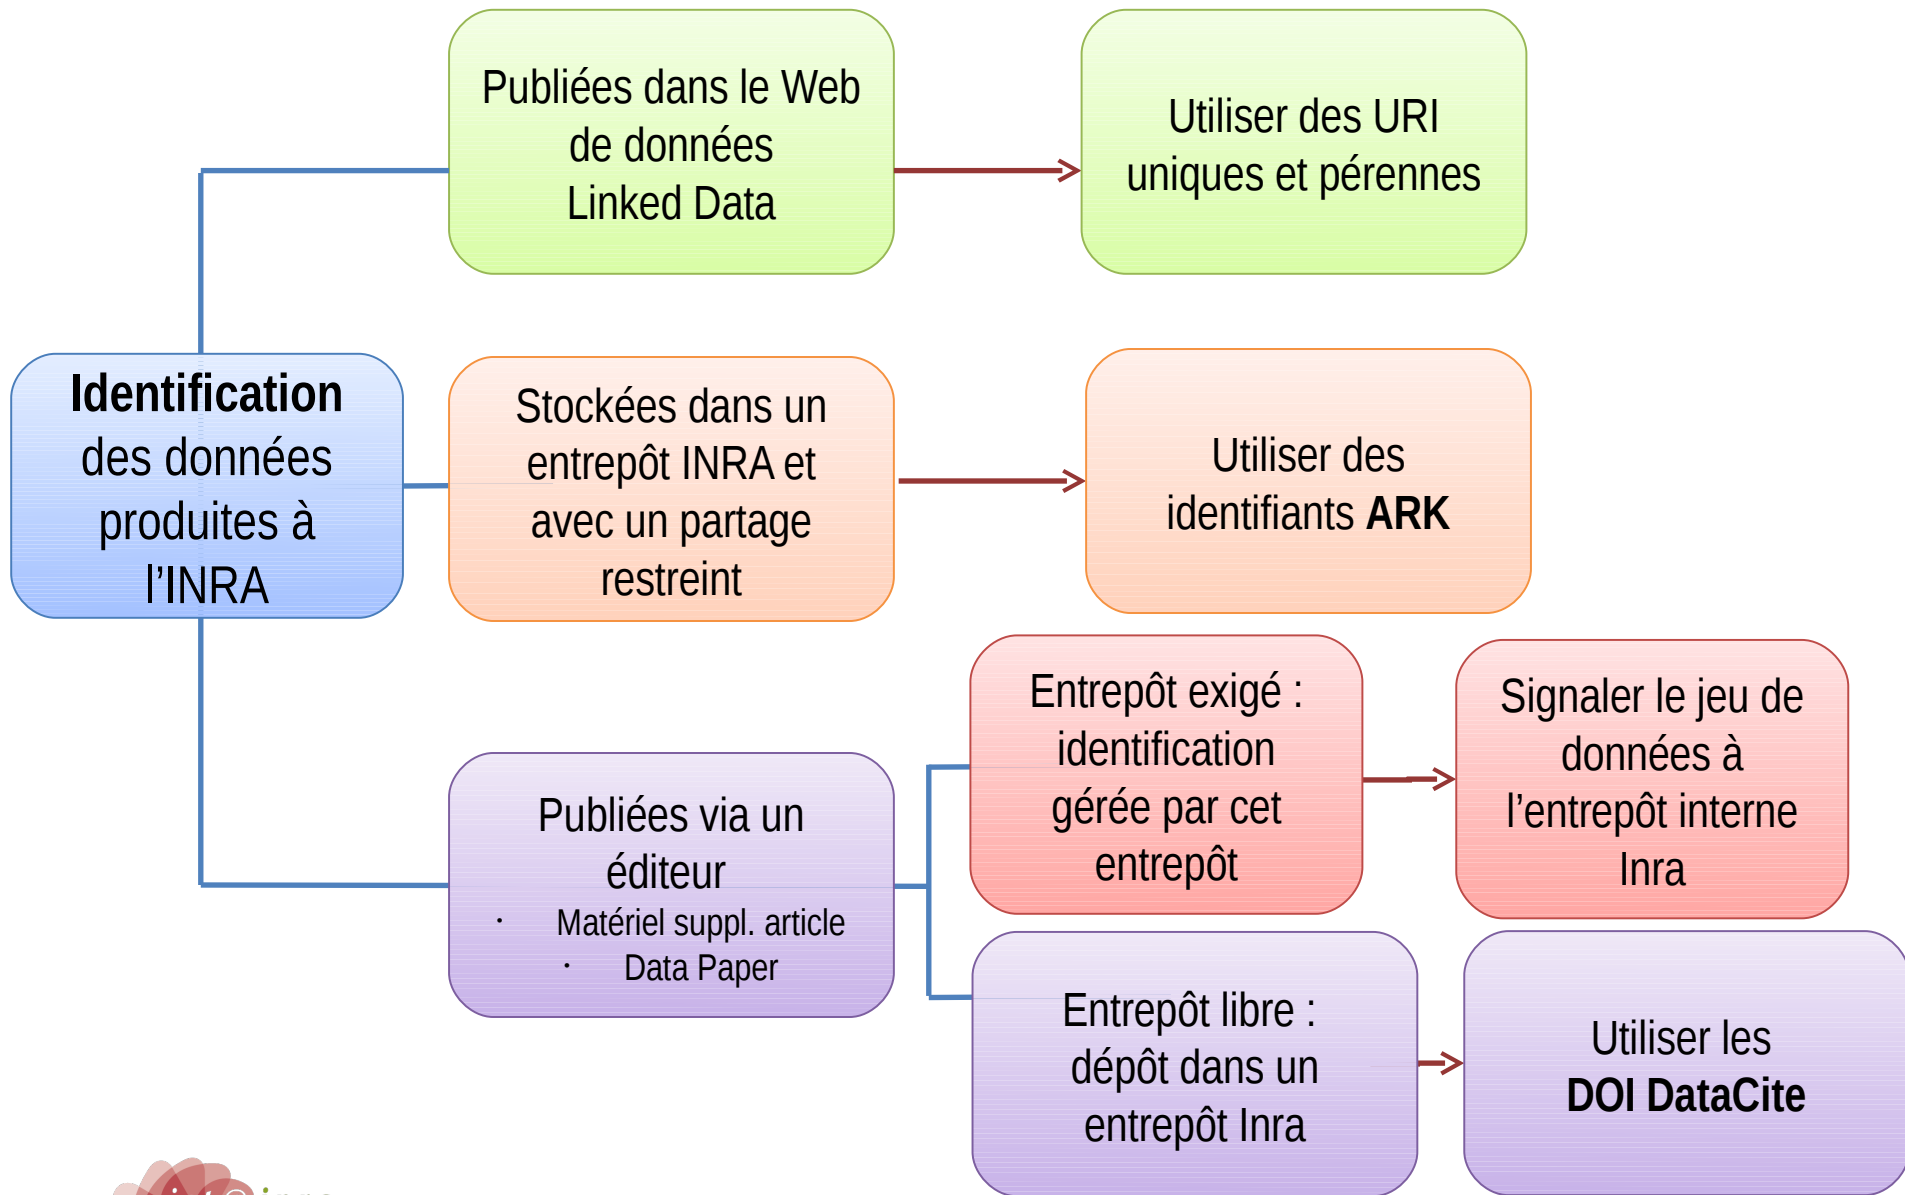 Publiées dans le Web
de données
Linked Data
Utiliser des URI
uniques et pérennes
Identification
des données
produites à
l’INRA
Stockées dans un
entrepôt INRA et
avec un partage
restreint
Utiliser des
identifiants ARK
Publiées via un
éditeur
· Matériel suppl. article
· Data Paper
Entrepôt exigé :
identification
gérée par cet
entrepôt
Signaler le jeu de
données à
l’entrepôt interne
Inra
Entrepôt libre :
dépôt dans un
entrepôt Inra
Utiliser les
DOI DataCite